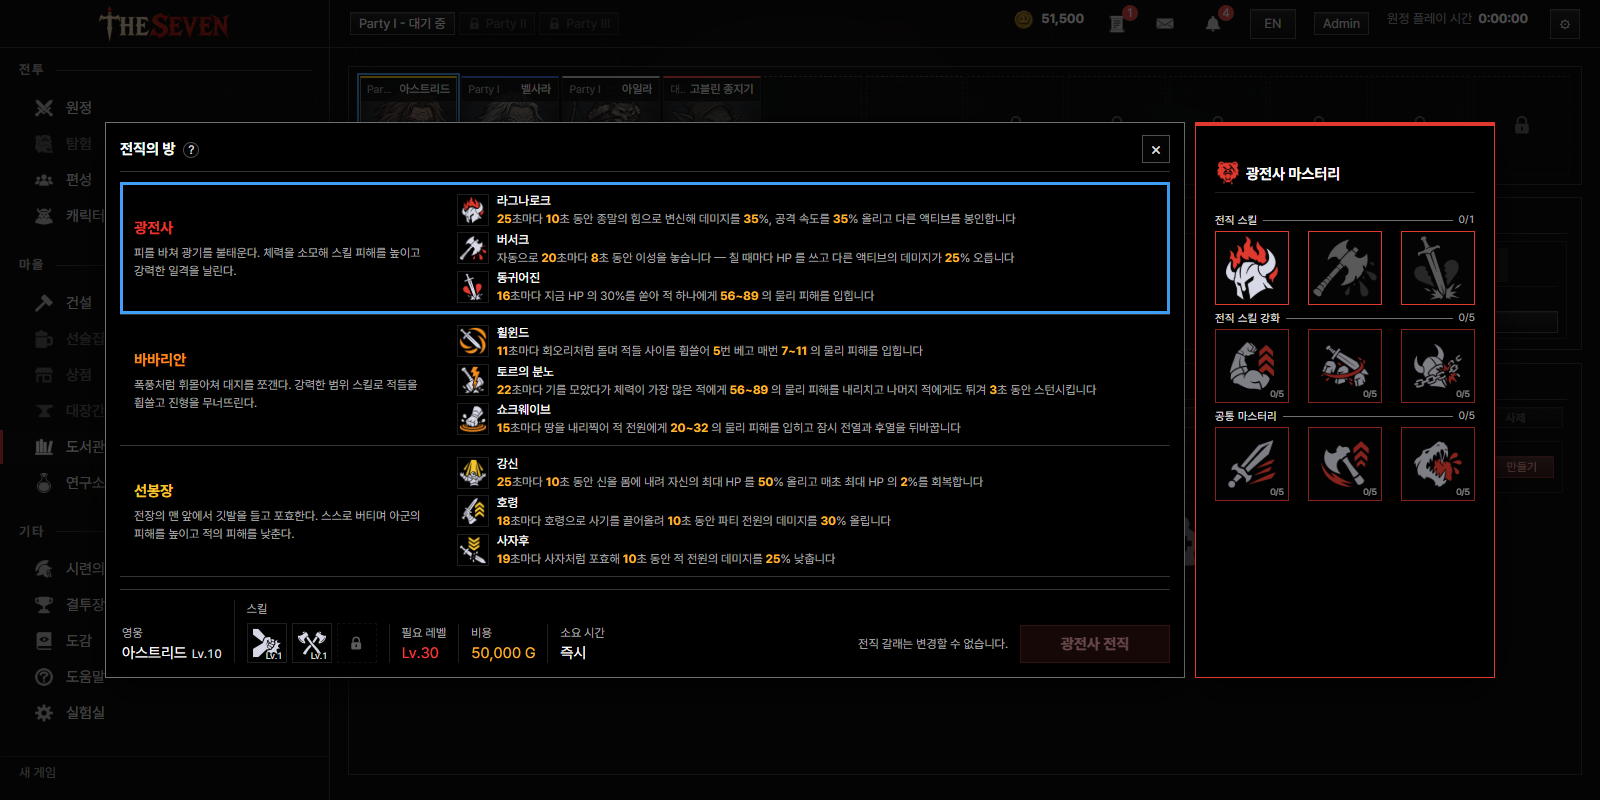 THE SEVEN
Party I - 대기 중
Party II
Party III
51,500
1
4
EN
Admin
원정 플레이 시간 0:00:00
전투
원정
탐험
편성
캐릭터
마을
건설
선술집
상점
대장간
도서관
연구소
기타
시련의
결투장
도감
도움말
실험실
새 게임
Par... 아스트리드
Party I 벨사라
Party I 아일라
대.. 고블린 종지기
전직의 방 ?
광전사
피를 바쳐 광기를 불태운다. 체력을 소모해 스킬 피해를 높이고
강력한 일격을 날린다.
라그나로크
25초마다 10초 동안 종말의 힘으로 변신해 데미지를 35%, 공격 속도를 35% 올리고 다른 액티브를 봉인합니다
버서크
자동으로 20초마다 8초 동안 이성을 놓습니다 — 칠 때마다 HP 를 쓰고 다른 액티브의 데미지가 25% 오릅니다
동귀어진
16초마다 지금 HP 의 30%를 쏟아 적 하나에게 56~89 의 물리 피해를 입힙니다
바바리안
폭풍처럼 휘몰아쳐 대지를 쪼갠다. 강력한 범위 스킬로 적들을
휩쓸고 진형을 무너뜨린다.
휠윈드
11초마다 회오리처럼 돌며 적들 사이를 휩쓸어 5번 베고 매번 7~11 의 물리 피해를 입힙니다
토르의 분노
22초마다 기를 모았다가 체력이 가장 많은 적에게 56~89 의 물리 피해를 내리치고 나머지 적에게도 튀겨 3초 동안 스턴시킵니다
쇼크웨이브
15초마다 땅을 내리찍어 적 전원에게 20~32 의 물리 피해를 입히고 잠시 전열과 후열을 뒤바꿉니다
선봉장
전장의 맨 앞에서 깃발을 들고 포효한다. 스스로 버티며 아군의
피해를 높이고 적의 피해를 낮춘다.
강신
25초마다 10초 동안 신을 몸에 내려 자신의 최대 HP 를 50% 올리고 매초 최대 HP 의 2%를 회복합니다
호령
18초마다 호령으로 사기를 끌어올려 10초 동안 파티 전원의 데미지를 30% 올립니다
사자후
19초마다 사자처럼 포효해 10초 동안 적 전원의 데미지를 25% 낮춥니다
영웅
아스트리드 Lv.10
스킬
Lv.1
Lv.1
필요 레벨
Lv.30
비용
50,000 G
소요 시간
즉시
전직 갈래는 변경할 수 없습니다.
광전사 전직
광전사 마스터리
전직 스킬 0/1
전직 스킬 강화 0/5
0/5
0/5
0/5
공통 마스터리 0/5
0/5
0/5
0/5
사제
만들기